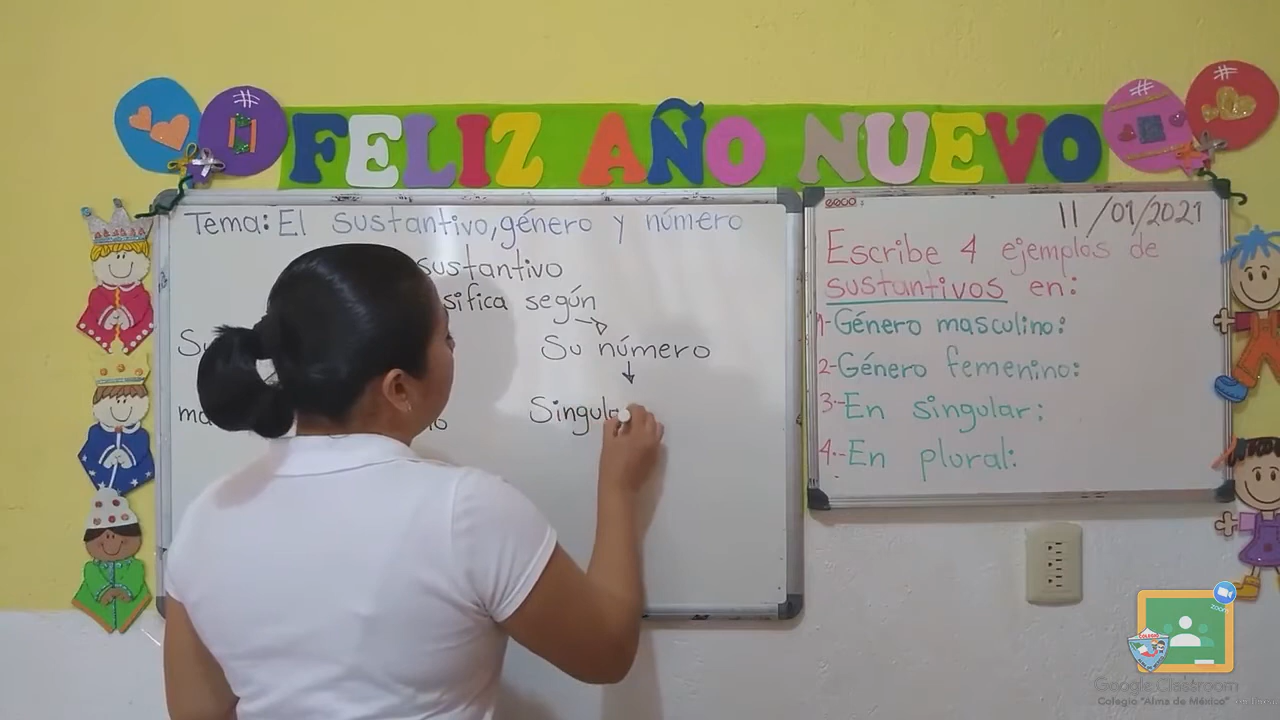 FELIZ AÑO NUEVO
Tema: El sustantivo, género y número
sustantivo
sifica según
Su número
Singul
11/01/2021
Escribe 4 ejemplos de
sustantivos en:
1-Género masculino:
2-Género femenino:
3.-En singular:
4.-En plural:
zoom
COLEGIO
Google Classroom
Colegio "Alma de México"